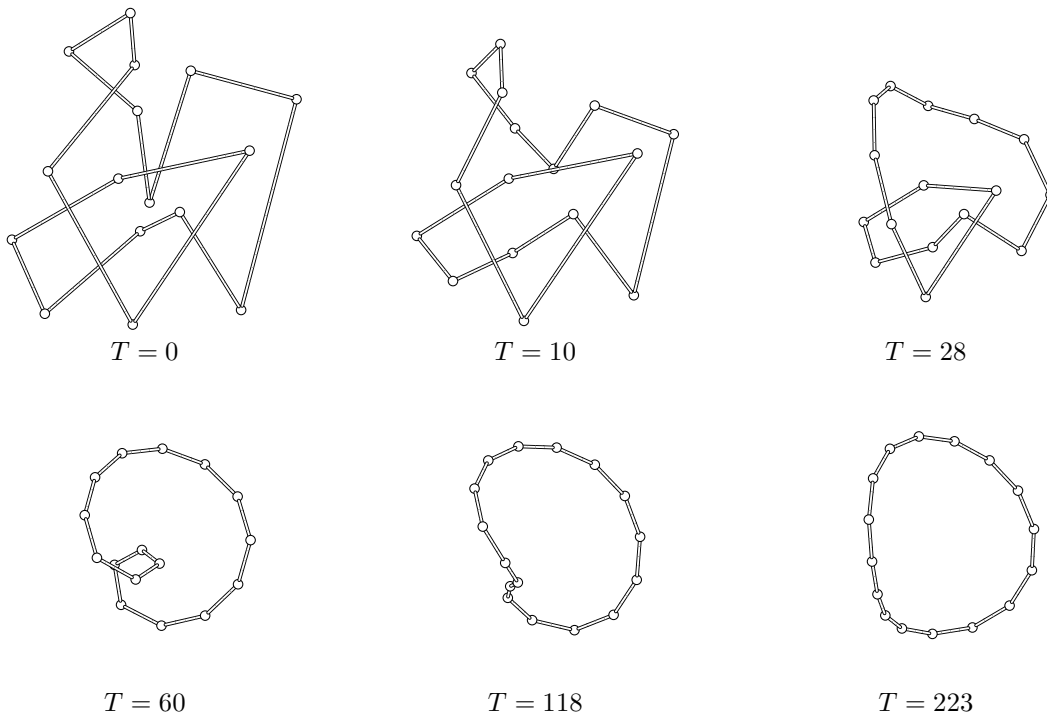 T = 0
T = 10
T = 28
T = 60
T = 118
T = 223